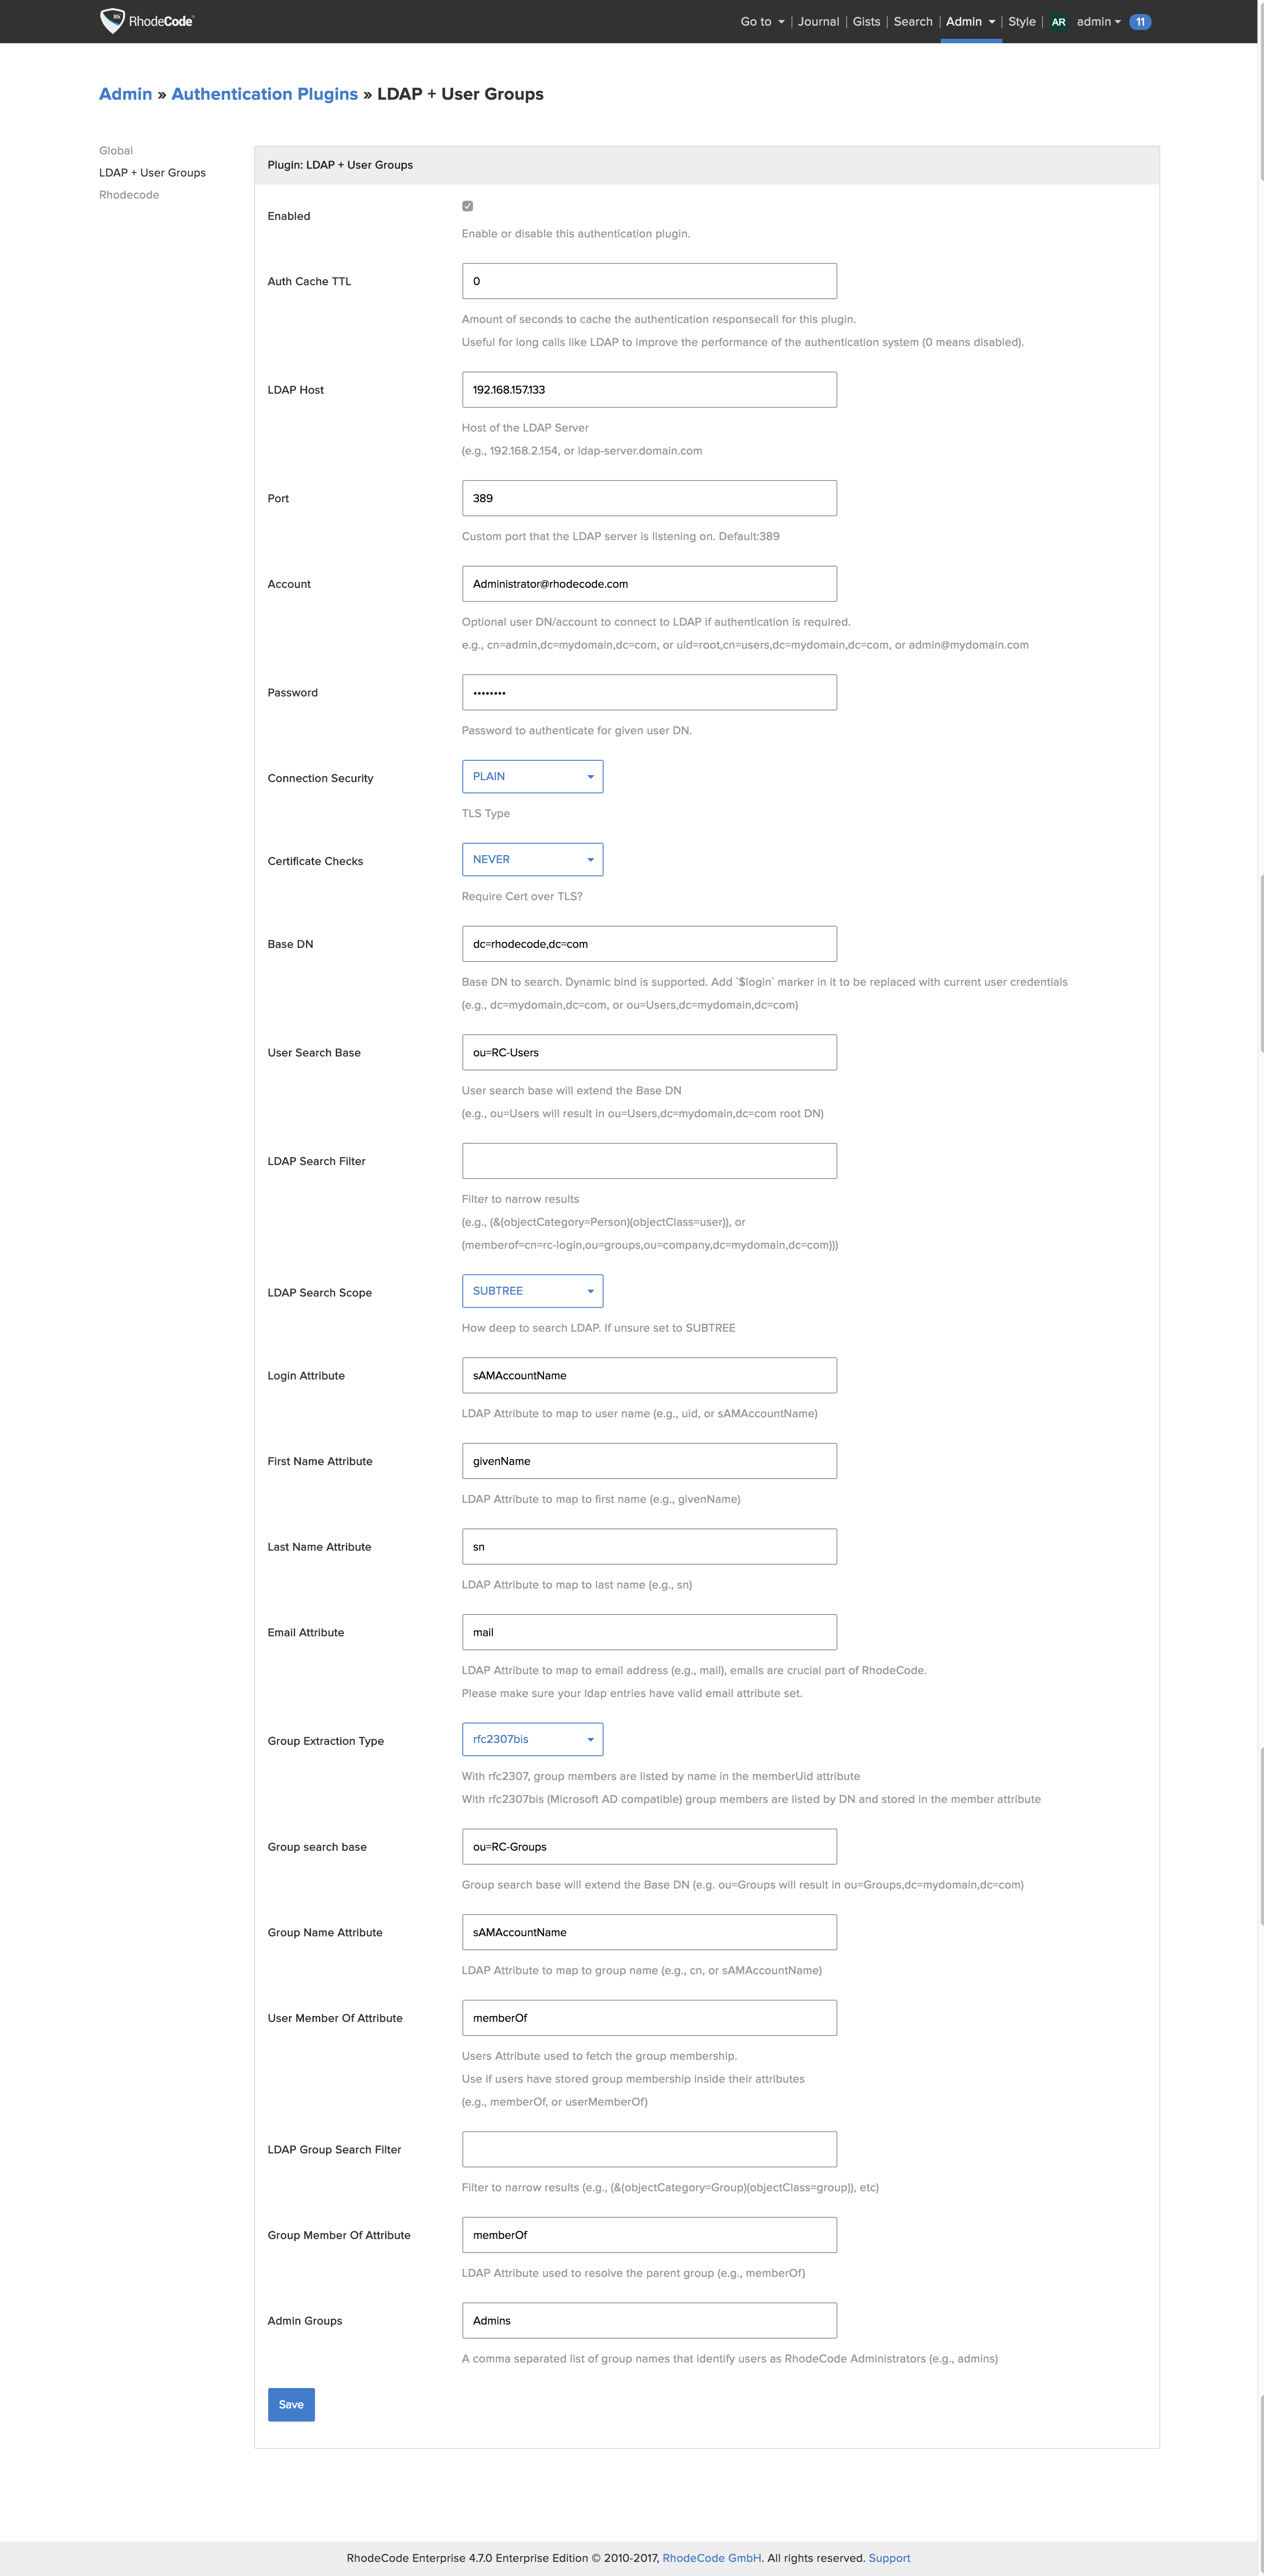 RhodeCode
Go to | Journal | Gists | Search | Admin | Style | AR admin 11
Admin » Authentication Plugins » LDAP + User Groups
Global
LDAP + User Groups
Rhodecode
Plugin: LDAP + User Groups
Enabled
Enable or disable this authentication plugin.
Auth Cache TTL
0
Amount of seconds to cache the authentication responsecall for this plugin.
Useful for long calls like LDAP to improve the performance of the authentication system (0 means disabled).
LDAP Host
192.168.157.133
Host of the LDAP Server
(e.g., 192.168.2.154, or ldap-server.domain.com
Port
389
Custom port that the LDAP server is listening on. Default:389
Account
Administrator@rhodecode.com
Optional user DN/account to connect to LDAP if authentication is required.
e.g., cn=admin,dc=mydomain,dc=com, or uid=root,cn=users,dc=mydomain,dc=com, or admin@mydomain.com
Password
••••••••
Password to authenticate for given user DN.
Connection Security
PLAIN
TLS Type
Certificate Checks
NEVER
Require Cert over TLS?
Base DN
dc=rhodecode,dc=com
Base DN to search. Dynamic bind is supported. Add `$login` marker in it to be replaced with current user credentials
(e.g., dc=mydomain,dc=com, or ou=Users,dc=mydomain,dc=com)
User Search Base
ou=RC-Users
User search base will extend the Base DN
(e.g., ou=Users will result in ou=Users,dc=mydomain,dc=com root DN)
LDAP Search Filter
Filter to narrow results
(e.g., (&(objectCategory=Person)(objectClass=user)), or
(memberof=cn=rc-login,ou=groups,ou=company,dc=mydomain,dc=com)))
LDAP Search Scope
SUBTREE
How deep to search LDAP. If unsure set to SUBTREE
Login Attribute
sAMAccountName
LDAP Attribute to map to user name (e.g., uid, or sAMAccountName)
First Name Attribute
givenName
LDAP Attribute to map to first name (e.g., givenName)
Last Name Attribute
sn
LDAP Attribute to map to last name (e.g., sn)
Email Attribute
mail
LDAP Attribute to map to email address (e.g., mail), emails are crucial part of RhodeCode.
Please make sure your ldap entries have valid email attribute set.
Group Extraction Type
rfc2307bis
With rfc2307, group members are listed by name in the memberUid attribute
With rfc2307bis (Microsoft AD compatible) group members are listed by DN and stored in the member attribute
Group search base
ou=RC-Groups
Group search base will extend the Base DN (e.g. ou=Groups will result in ou=Groups,dc=mydomain,dc=com)
Group Name Attribute
sAMAccountName
LDAP Attribute to map to group name (e.g., cn, or sAMAccountName)
User Member Of Attribute
memberOf
Users Attribute used to fetch the group membership.
Use if users have stored group membership inside their attributes
(e.g., memberOf, or userMemberOf)
LDAP Group Search Filter
Filter to narrow results (e.g., (&(objectCategory=Group)(objectClass=group)), etc)
Group Member Of Attribute
memberOf
LDAP Attribute used to resolve the parent group (e.g., memberOf)
Admin Groups
Admins
A comma separated list of group names that identify users as RhodeCode Administrators (e.g., admins)
Save
RhodeCode Enterprise 4.7.0 Enterprise Edition © 2010-2017, RhodeCode GmbH. All rights reserved. Support